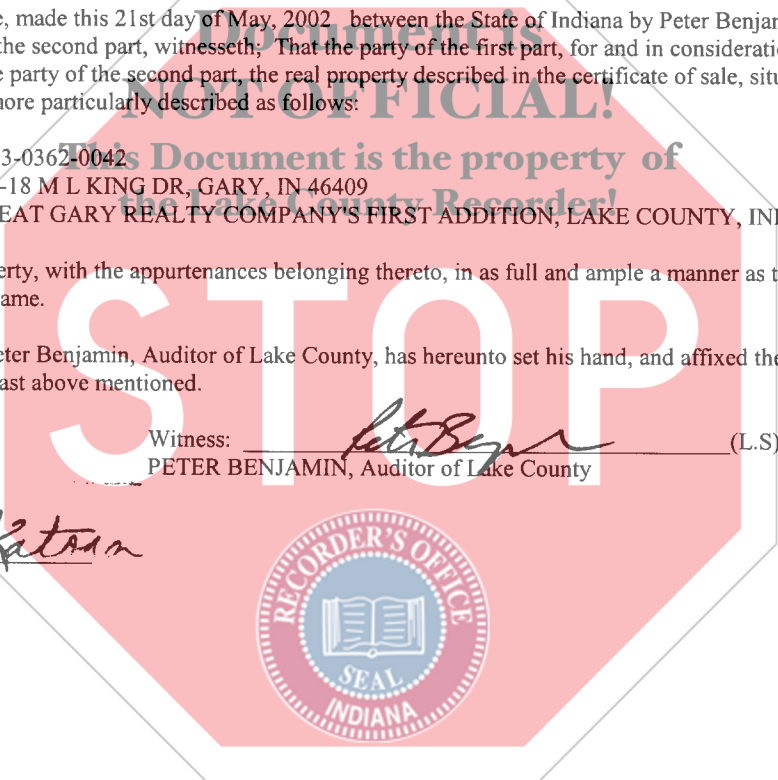 e, made this 21st day of May, 2002 between the State of Indiana by Peter Benjam
Document is
the second part, witnesseth, That the party of the first part, for and in consideratio
e party of the second part, the real property described in the certificate of sale, situ
NOT OFFICIAL!
more particularly described as follows:
3-0362-0042
This Document is the property of
-18 M L KING DR, GARY, IN 46409
the Lake County Recorder!
EAT GARY REALTY COMPANY'S FIRST ADDITION, LAKE COUNTY, INI
erty, with the appurtenances belonging thereto, in as full and ample a manner as t
ame.
STOP
eter Benjamin, Auditor of Lake County, has hereunto set his hand, and affixed the
ast above mentioned.
Witness: (L.S)
PETER BENJAMIN, Auditor of Lake County
RECORDER'S OFFICE
SEAL
INDIANA